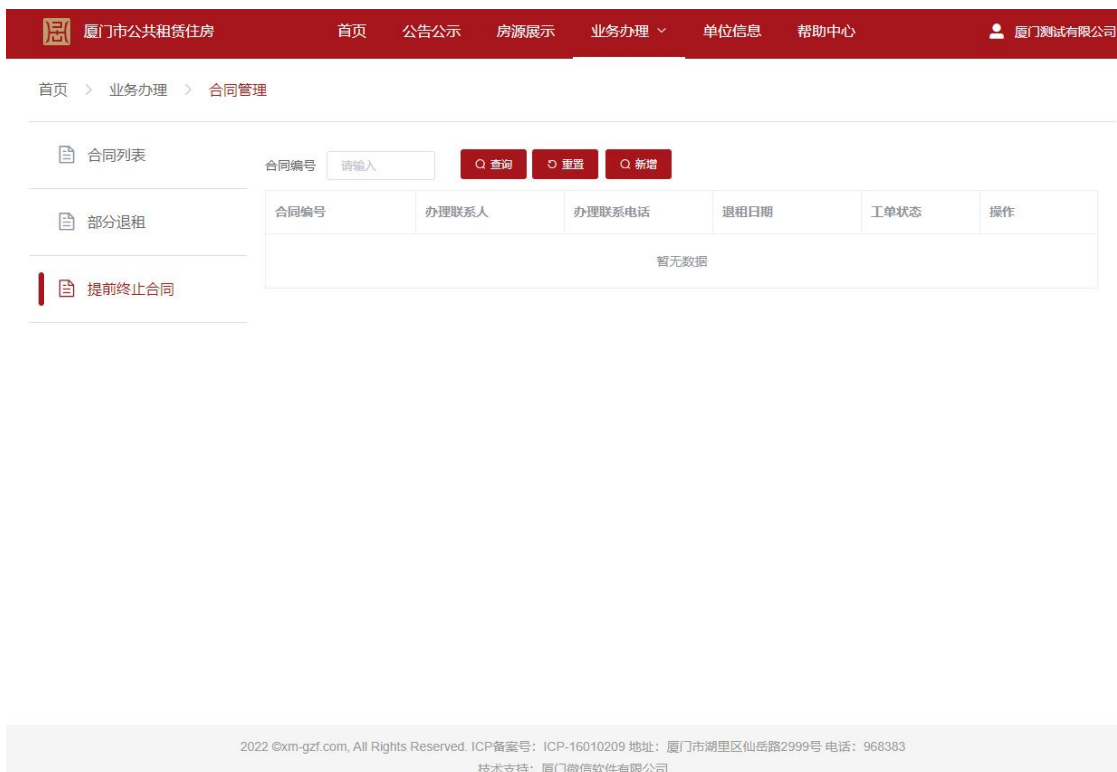 厦门市公共租赁住房 首页 公告公示 房源展示 业务办理 单位信息 帮助中心 厦门测试有限公司
首页 > 业务办理 > 合同管理
合同列表
部分退租
提前终止合同
合同编号 请输入 查询 重置 新增
合同编号 办理联系人 办理联系电话 退租日期 工单状态 操作
暂无数据
2022 ©xm-gzf.com, All Rights Reserved. ICP备案号：ICP-16010209 地址：厦门市湖里区仙岳路2999号 电话：968383
技术支持：厦门微信软件有限公司